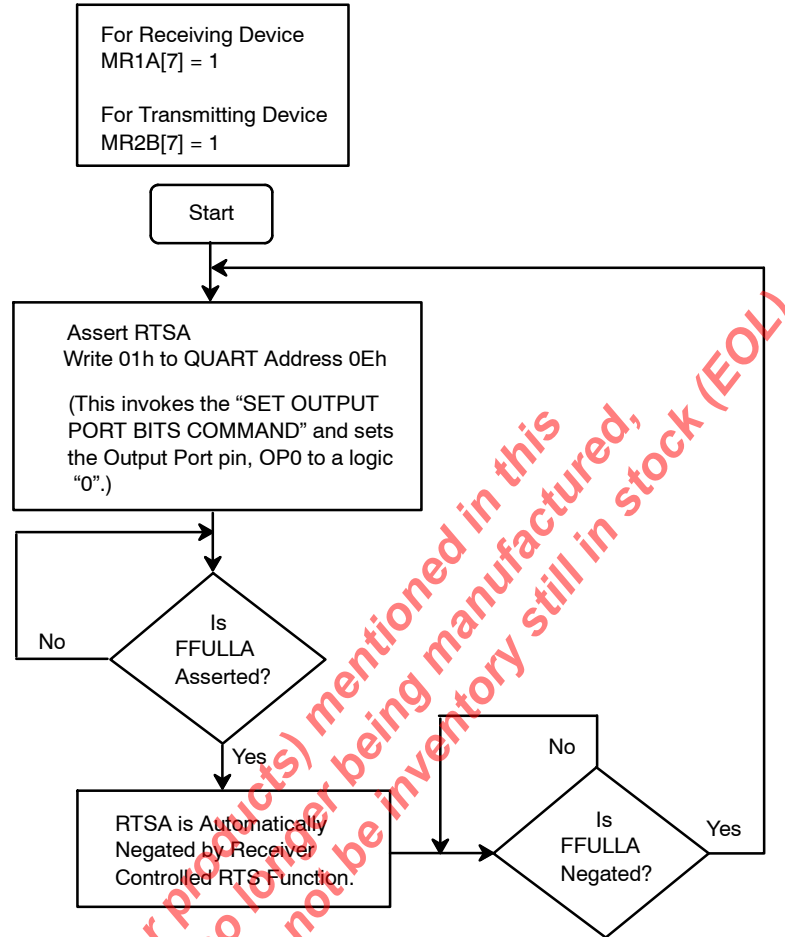 For Receiving Device
MR1A[7] = 1
For Transmitting Device
MR2B[7] = 1
Start
Assert RTSA
Write 01h to QUART Address 0Eh
(This invokes the “SET OUTPUT
PORT BITS COMMAND” and sets
the Output Port pin, OP0 to a logic
“0”.)
Is
FFULLA
Asserted?
No
Yes
RTSA is Automatically
Negated by Receiver
Controlled RTS Function.
No
Is
FFULLA
Negated?
Yes
r products) mentioned in this
o longer being manufactured,
not be inventory still in stock (EOL)